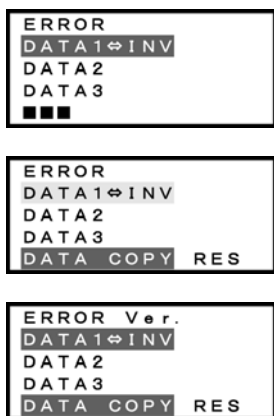 ERROR
DATA1⇔INV
DATA2
DATA3
■■■
ERROR
DATA1⇔INV
DATA2
DATA3
DATA COPY RES
ERROR Ver.
DATA1⇔INV
DATA2
DATA3
DATA COPY RES